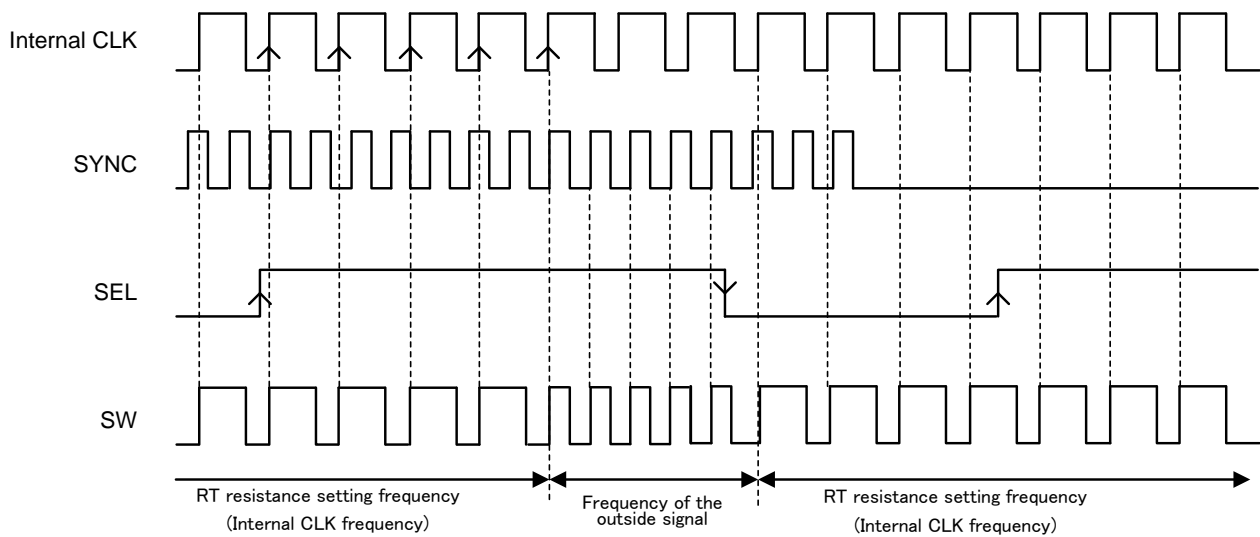 Internal CLK
SYNC
SEL
SW
RT resistance setting frequency
(Internal CLK frequency)
Frequency of the
outside signal
RT resistance setting frequency
(Internal CLK frequency)